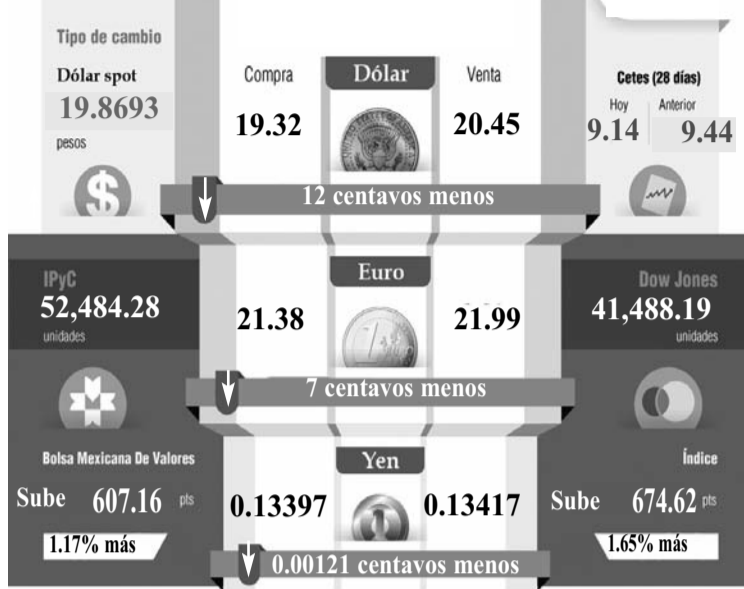 Tipo de cambio
Dólar spot
19.8693
pesos
Compra
19.32
Dólar
Venta
20.45
Cetes (28 días)
Hoy
Anterior
9.14
9.44
12 centavos menos
IPyC
52,484.28
unidades
Euro
21.38
21.99
7 centavos menos
Dow Jones
41,488.19
unidades
Bolsa Mexicana De Valores
Sube 607.16 pts
1.17% más
Yen
0.13397
0.13417
0.00121 centavos menos
Índice
Sube 674.62 pts
1.65% más